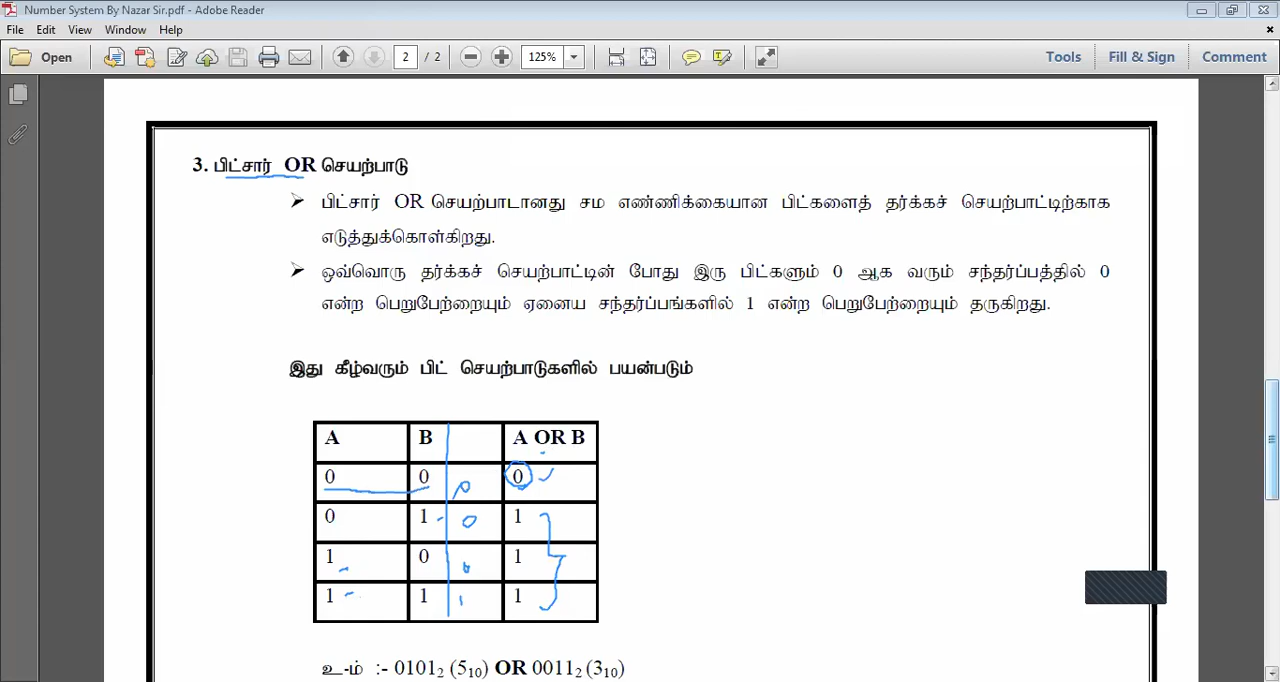 Number System By Nazar Sir.pdf - Adobe Reader
File Edit View Window Help
Open 2 / 2 125% Tools Fill & Sign Comment
3. பிட்சார் OR செயற்பாடு
பிட்சார் OR செயற்பாடானது சம எண்ணிக்கையான பிட்களைத் தர்க்கச் செயற்பாட்டிற்காக
எடுத்துக்கொள்கிறது.
ஒவ்வொரு தர்க்கச் செயற்பாட்டின் போது இரு பிட்களும் 0 ஆக வரும் சந்தர்ப்பத்தில் 0
என்ற பெறுபேற்றையும் ஏனைய சந்தர்ப்பங்களில் 1 என்ற பெறுபேற்றையும் தருகிறது.
இது கீழ்வரும் பிட் செயற்பாடுகளில் பயன்படும்
A B A OR B
0 0 0 0
0 1 0 1
1 0 0 1
1 1 1 1
உ-ம் :- 0101₂ (5₁₀) OR 0011₂ (3₁₀)